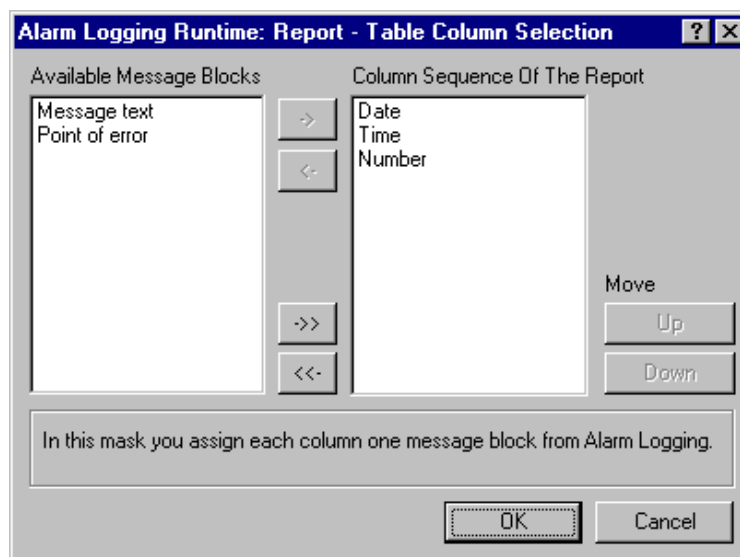 Alarm Logging Runtime: Report - Table Column Selection
Available Message Blocks
Column Sequence Of The Report
Message text
Point of error
->
<-
->>
<<-
Date
Time
Number
Move
Up
Down
In this mask you assign each column one message block from Alarm Logging.
OK
Cancel